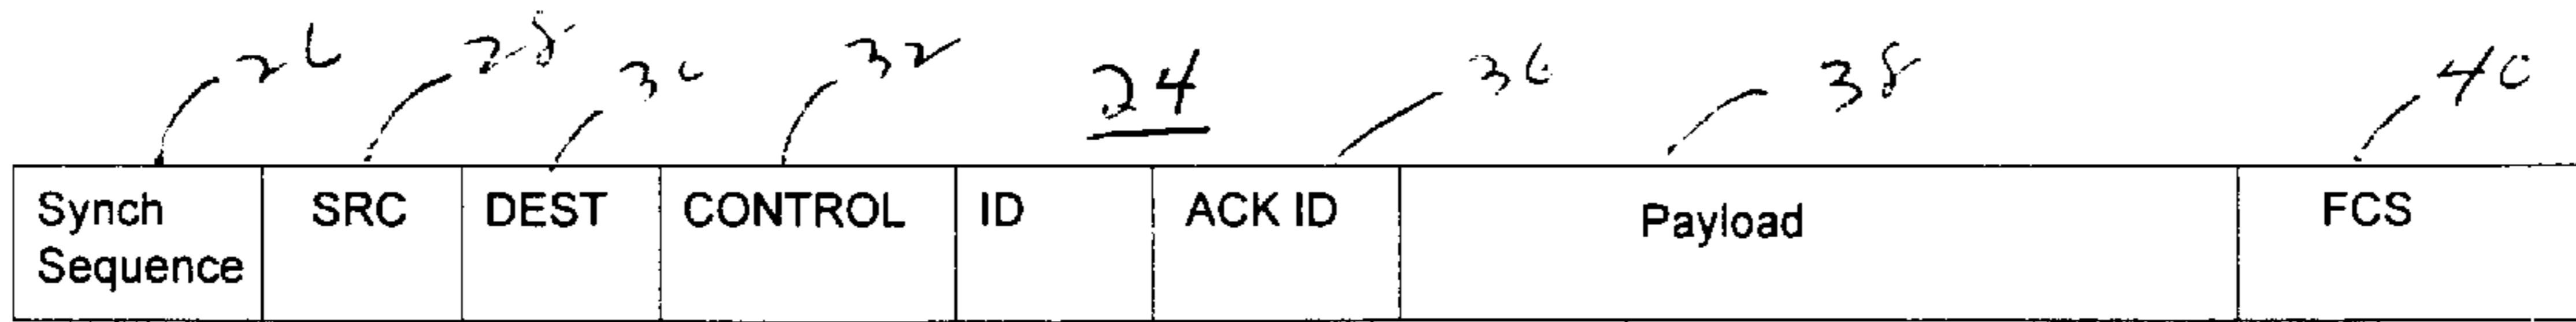 26 28 30 32 24 36 38 40
Synch Sequence SRC DEST CONTROL ID ACK ID Payload FCS